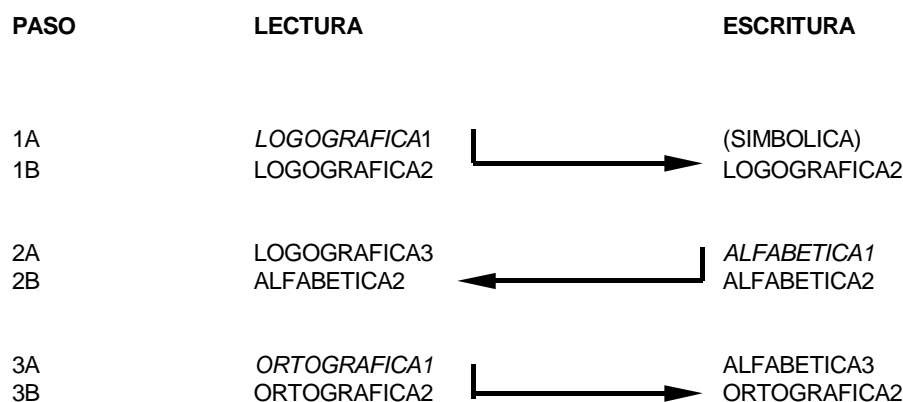 PASO LECTURA ESCRITURA
1A LOGOGRAFICA1 (SIMBOLICA)
1B LOGOGRAFICA2 LOGOGRAFICA2
2A LOGOGRAFICA3 ALFABETICA1
2B ALFABETICA2 ALFABETICA2
3A ORTOGRAFICA1 ALFABETICA3
3B ORTOGRAFICA2 ORTOGRAFICA2